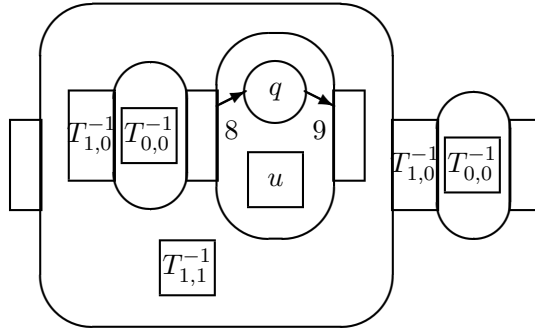 q
T_{1,0}^{-1} T_{0,0}^{-1} 8 9 T_{1,0}^{-1} T_{0,0}^{-1}
u
T_{1,1}^{-1}